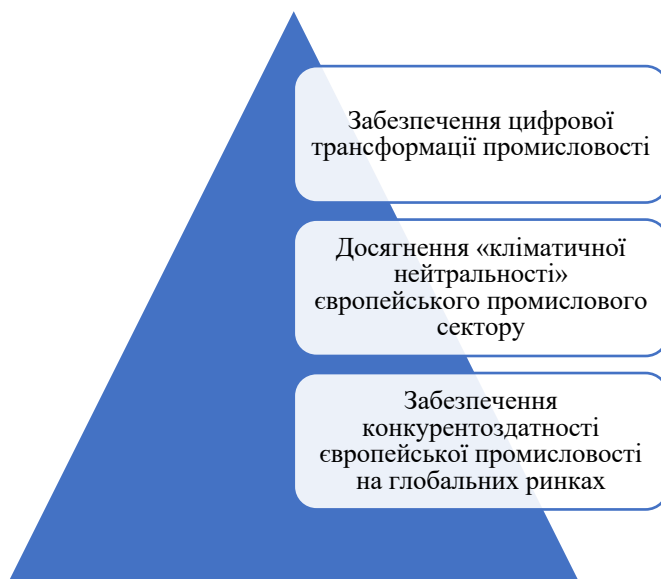 Забезпечення цифрової
трансформації промисловості
Досягнення «кліматичної
нейтральності»
європейського промислового
сектору
Забезпечення
конкурентоздатності
європейської промисловості
на глобальних ринках